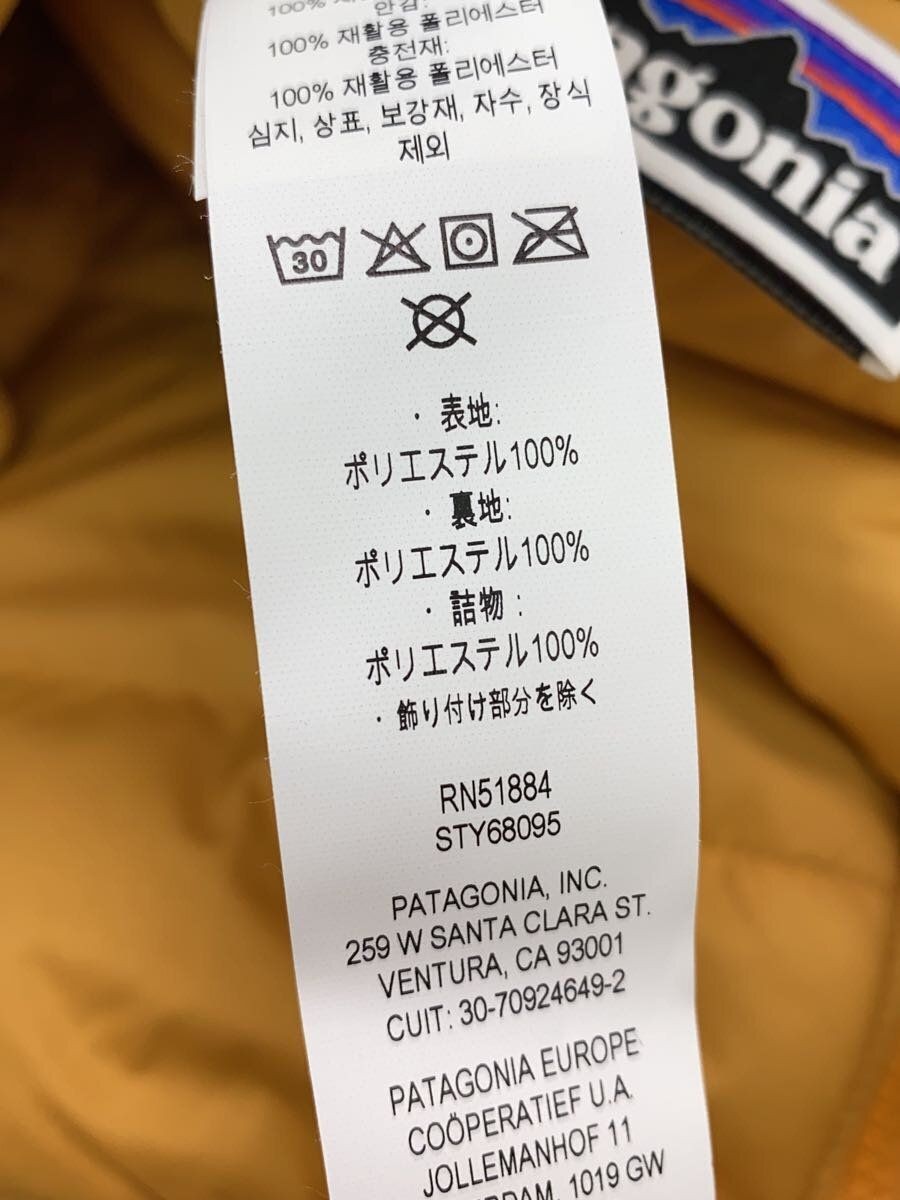 안감:
100% 재활용 폴리에스터
충전재:
100% 재활용 폴리에스터
심지, 상표, 보강재, 자수, 장식
제외
30
・表地:
ポリエステル100%
・裏地:
ポリエステル100%
・詰物:
ポリエステル100%
・飾り付け部分を除く
RN51884
STY68095
PATAGONIA, INC.
259 W SANTA CLARA ST.
VENTURA, CA 93001
CUIT: 30-70924649-2
PATAGONIA EUROPE
COÖPERATIEF U.A.
JOLLEMANHOF 11
1019 GW
agonia